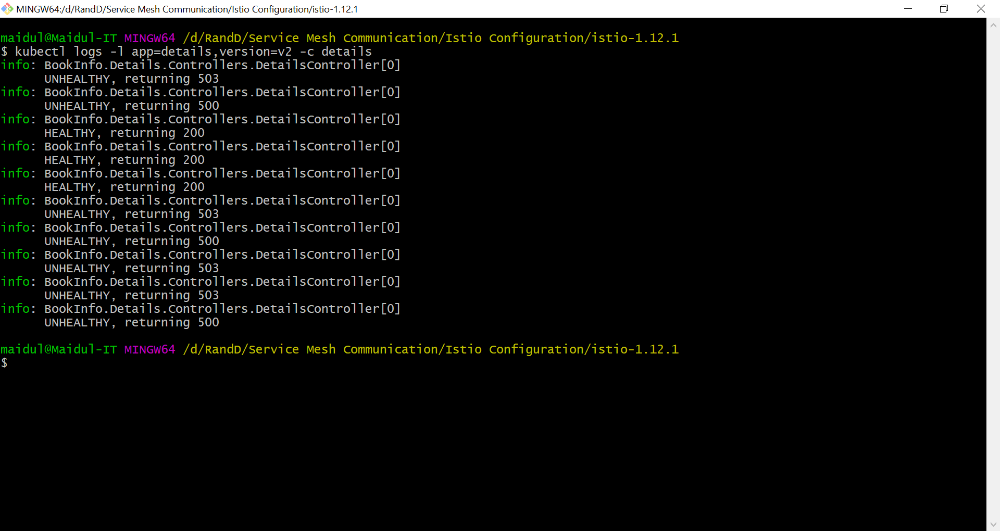 MINGW64:/d/RandD/Service Mesh Communication/Istio Configuration/istio-1.12.1
maidul@Maidul-IT MINGW64 /d/RandD/Service Mesh Communication/Istio Configuration/istio-1.12.1
$ kubectl logs -l app=details,version=v2 -c details
info: BookInfo.Details.Controllers.DetailsController[0]
      UNHEALTHY, returning 503
info: BookInfo.Details.Controllers.DetailsController[0]
      UNHEALTHY, returning 500
info: BookInfo.Details.Controllers.DetailsController[0]
      HEALTHY, returning 200
info: BookInfo.Details.Controllers.DetailsController[0]
      HEALTHY, returning 200
info: BookInfo.Details.Controllers.DetailsController[0]
      HEALTHY, returning 200
info: BookInfo.Details.Controllers.DetailsController[0]
      UNHEALTHY, returning 503
info: BookInfo.Details.Controllers.DetailsController[0]
      UNHEALTHY, returning 500
info: BookInfo.Details.Controllers.DetailsController[0]
      UNHEALTHY, returning 503
info: BookInfo.Details.Controllers.DetailsController[0]
      UNHEALTHY, returning 503
info: BookInfo.Details.Controllers.DetailsController[0]
      UNHEALTHY, returning 500
maidul@Maidul-IT MINGW64 /d/RandD/Service Mesh Communication/Istio Configuration/istio-1.12.1
$